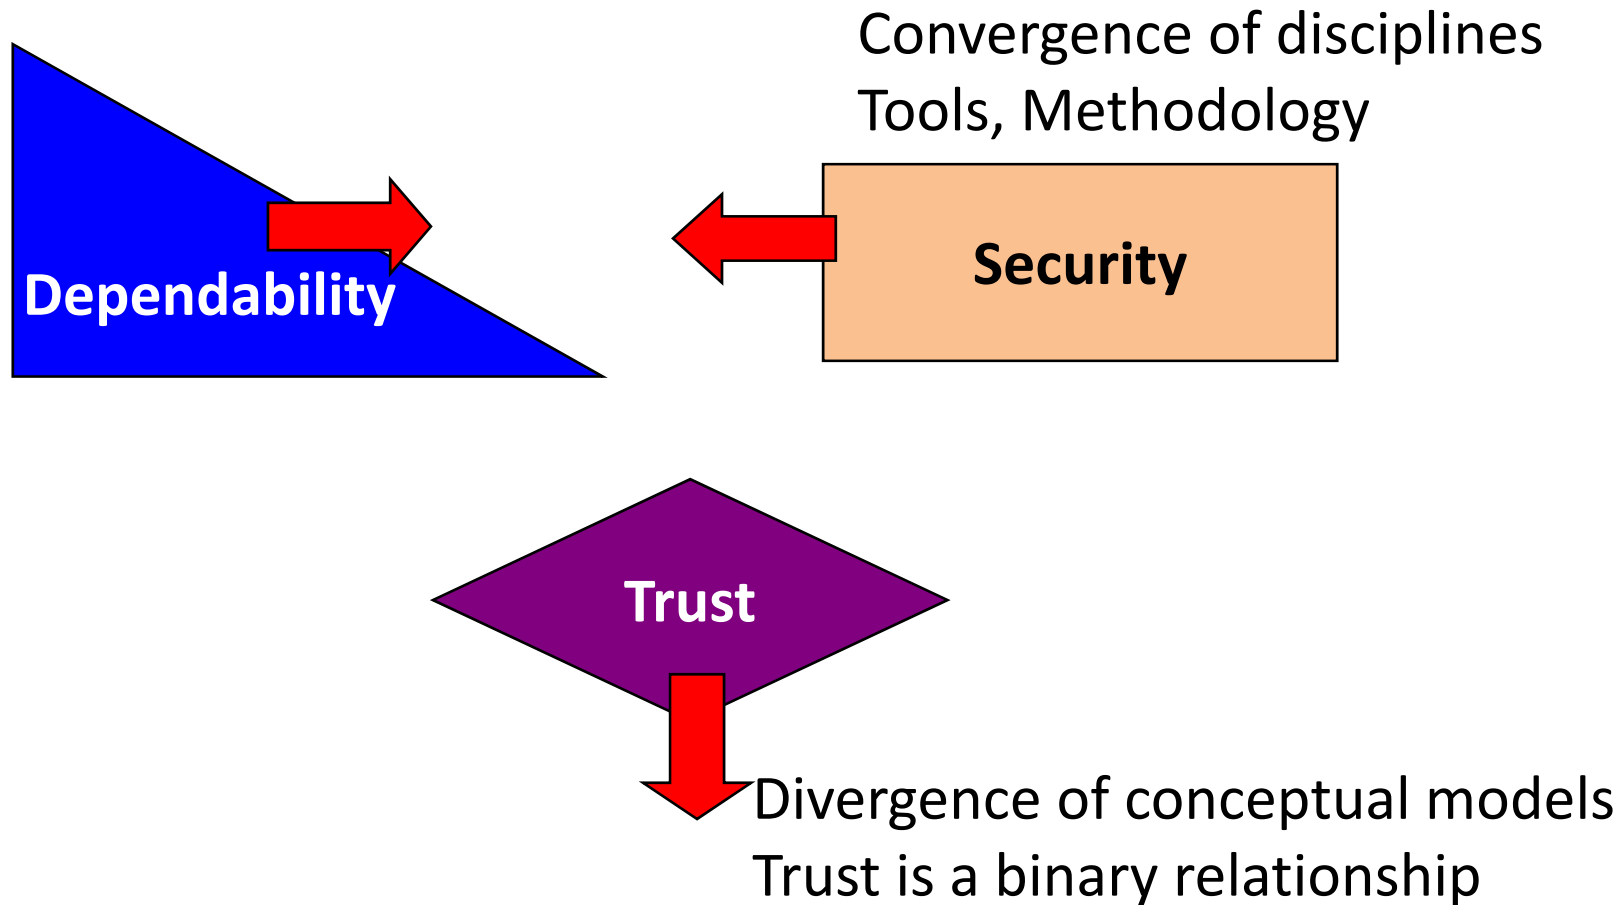 Convergence of disciplines
Tools, Methodology
Dependability
Security
Trust
Divergence of conceptual models
Trust is a binary relationship